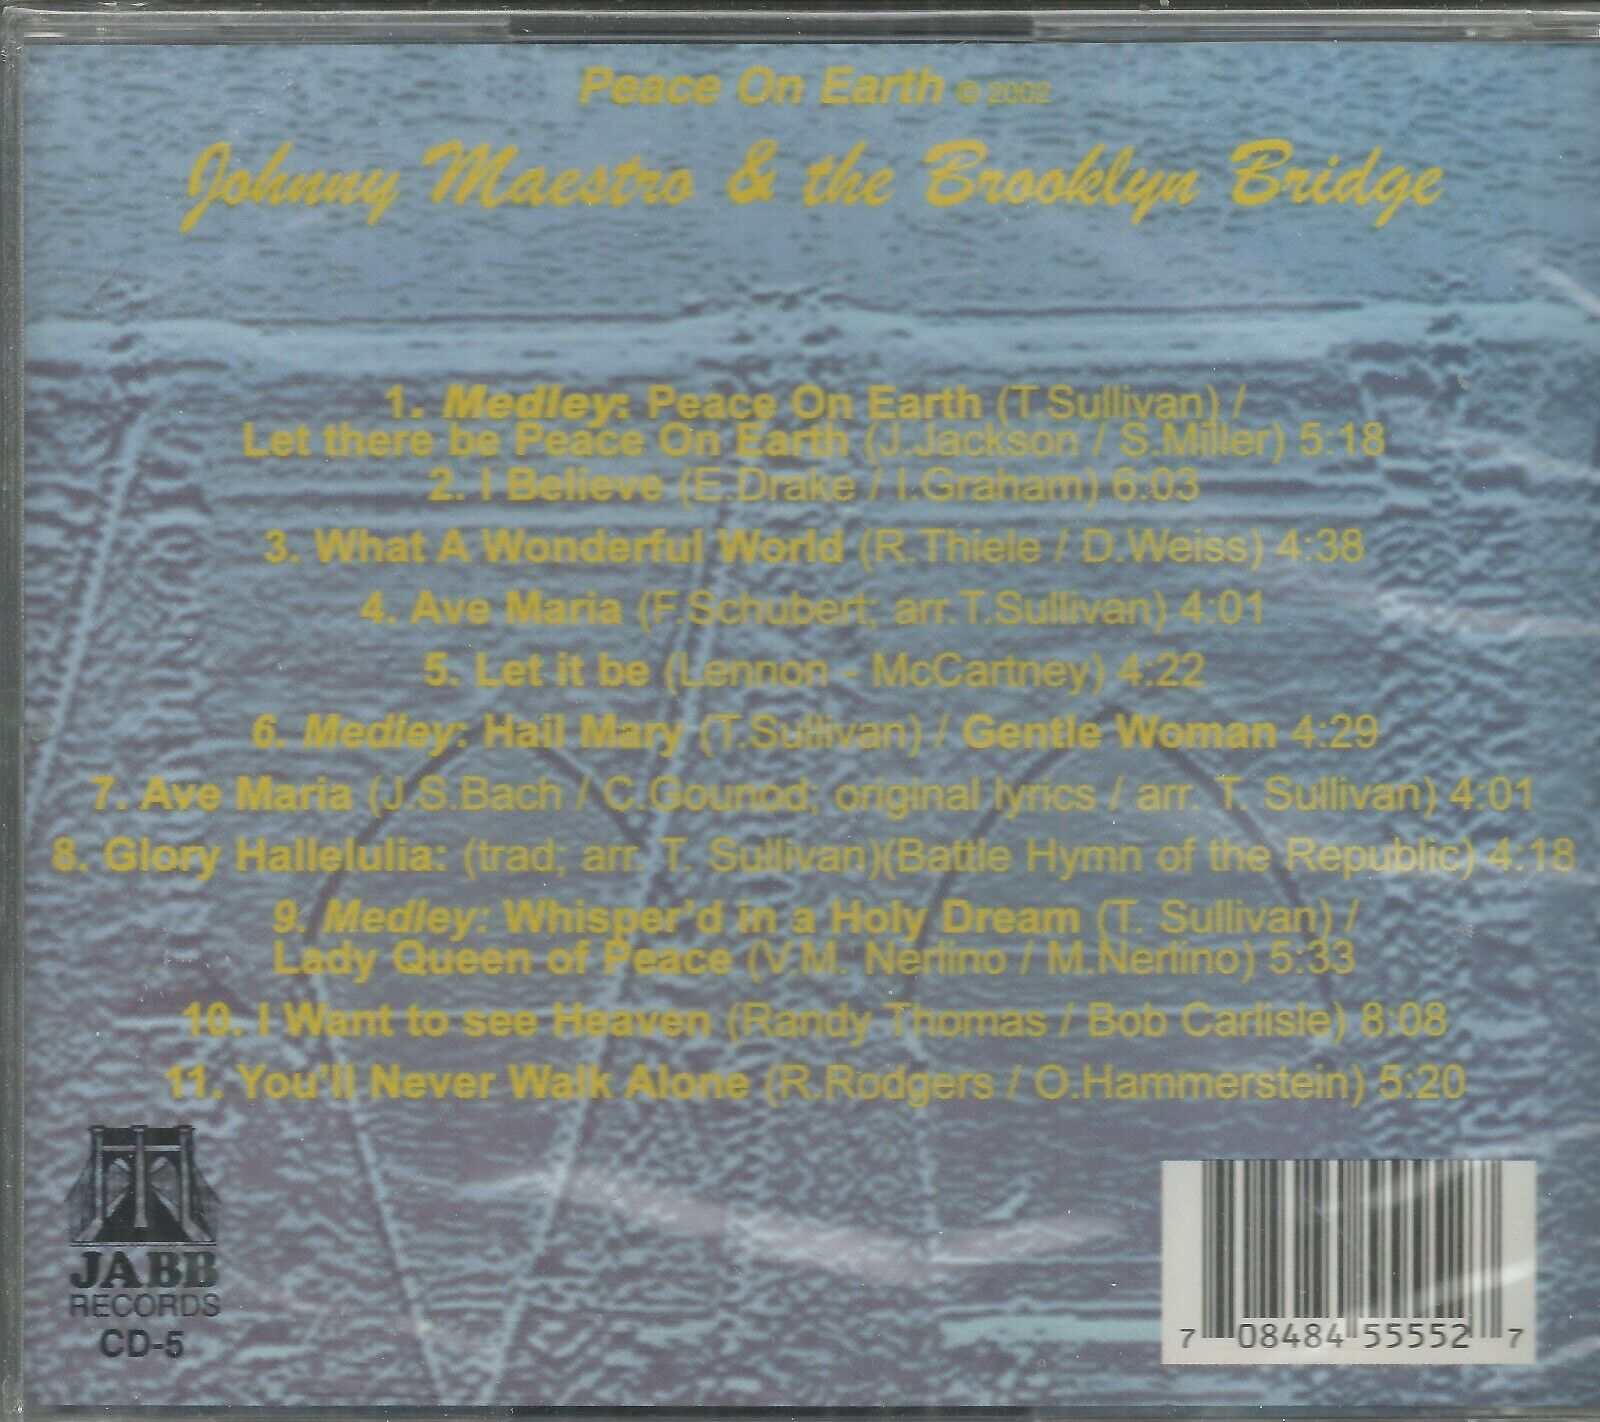 Peace On Earth © 2002
Johnny Maestro & the Brooklyn Bridge
1. Medley: Peace On Earth (T.Sullivan) /
Let there be Peace On Earth (J.Jackson / S.Miller) 5:18
2. I Believe (E.Drake / I.Graham) 6:03
3. What A Wonderful World (R.Thiele / D.Weiss) 4:38
4. Ave Maria (F.Schubert; arr.T.Sullivan) 4:01
5. Let it be (Lennon - McCartney) 4:22
6. Medley: Hail Mary (T.Sullivan) / Gentle Woman 4:29
7. Ave Maria (J.S.Bach / C.Gounod; original lyrics / arr. T. Sullivan) 4:01
8. Glory Hallelulia: (trad; arr. T. Sullivan)(Battle Hymn of the Republic) 4:18
9. Medley: Whisper'd in a Holy Dream (T. Sullivan) /
Lady Queen of Peace (V.M. Nerlino / M.Nerlino) 5:33
10. I Want to see Heaven (Randy Thomas / Bob Carlisle) 8:08
11. You'll Never Walk Alone (R.Rodgers / O.Hammerstein) 5:20
JABB
RECORDS
CD-5
7 08484 55552 7